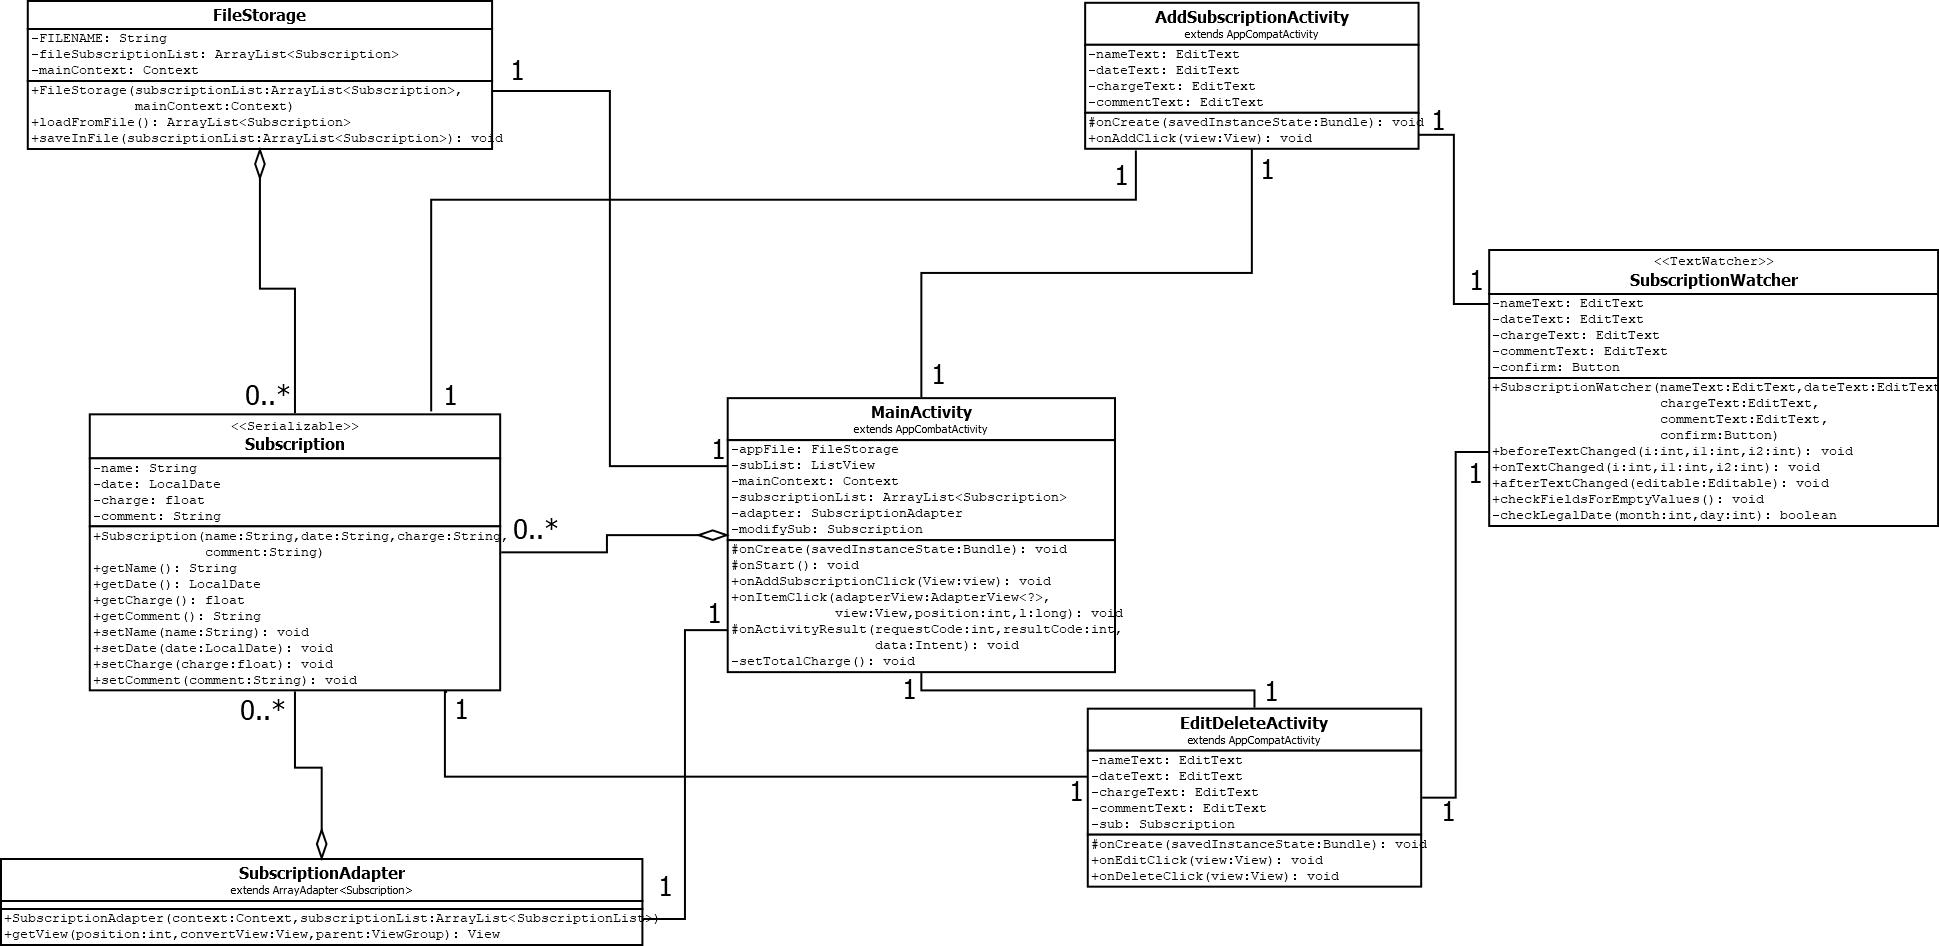 FileStorage
-FILENAME: String
-fileSubscriptionList: ArrayList<Subscription>
-mainContext: Context
+FileStorage(subscriptionList:ArrayList<Subscription>,
mainContext:Context)
+loadFromFile(): ArrayList<Subscription>
+saveInFile(subscriptionList:ArrayList<Subscription>): void
1
AddSubscriptionActivity
extends AppCompatActivity
-nameText: EditText
-dateText: EditText
-chargeText: EditText
-commentText: EditText
#onCreate(savedInstanceState:Bundle): void
+onAddClick(view:View): void
1
1
1
<<TextWatcher>>
SubscriptionWatcher
-nameText: EditText
-dateText: EditText
-chargeText: EditText
-commentText: EditText
-confirm: Button
+SubscriptionWatcher(nameText:EditText,dateText:EditText
chargeText:EditText,
commentText:EditText,
confirm:Button)
+beforeTextChanged(i:int,i1:int,i2:int): void
+onTextChanged(i:int,i1:int,i2:int): void
+afterTextChanged(editable:Editable): void
+checkFieldsForEmptyValues(): void
-checkLegalDate(month:int,day:int): boolean
1
1
0..*
1
<<Serializable>>
Subscription
-name: String
-date: LocalDate
-charge: float
-comment: String
+Subscription(name:String,date:String,charge:String,
comment:String)
+getName(): String
+getDate(): LocalDate
+getCharge(): float
+getComment(): String
+setName(name:String): void
+setDate(date:LocalDate): void
+setCharge(charge:float): void
+setComment(comment:String): void
0..*
0..*
1
1
MainActivity
extends AppCombatActivity
-appFile: FileStorage
-subList: ListView
-mainContext: Context
-subscriptionList: ArrayList<Subscription>
-adapter: SubscriptionAdapter
-modifySub: Subscription
#onCreate(savedInstanceState:Bundle): void
#onStart(): void
+onAddSubscriptionClick(View:view): void
+onItemClick(adapterView:AdapterView<?>,
view:View,position:int,l:long): void
#onActivityResult(requestCode:int,resultCode:int,
data:Intent): void
-setTotalCharge(): void
1
1
1
1
EditDeleteActivity
extends AppCompatActivity
-nameText: EditText
-dateText: EditText
-chargeText: EditText
-commentText: EditText
-sub: Subscription
#onCreate(savedInstanceState:Bundle): void
+onEditClick(view:View): void
+onDeleteClick(view:View): void
1
1
1
SubscriptionAdapter
extends ArrayAdapter<Subscription>
+SubscriptionAdapter(context:Context,subscriptionList:ArrayList<SubscriptionList>)
+getView(position:int,convertView:View,parent:ViewGroup): View
1